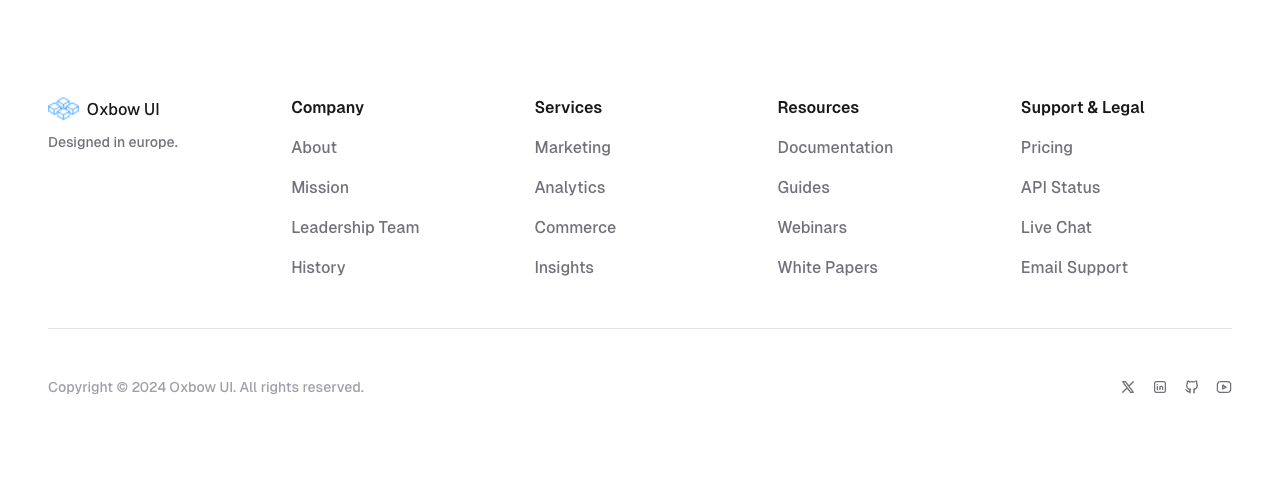 Oxbow UI
Designed in europe.
Company
About
Mission
Leadership Team
History
Services
Marketing
Analytics
Commerce
Insights
Resources
Documentation
Guides
Webinars
White Papers
Support & Legal
Pricing
API Status
Live Chat
Email Support
Copyright © 2024 Oxbow UI. All rights reserved.